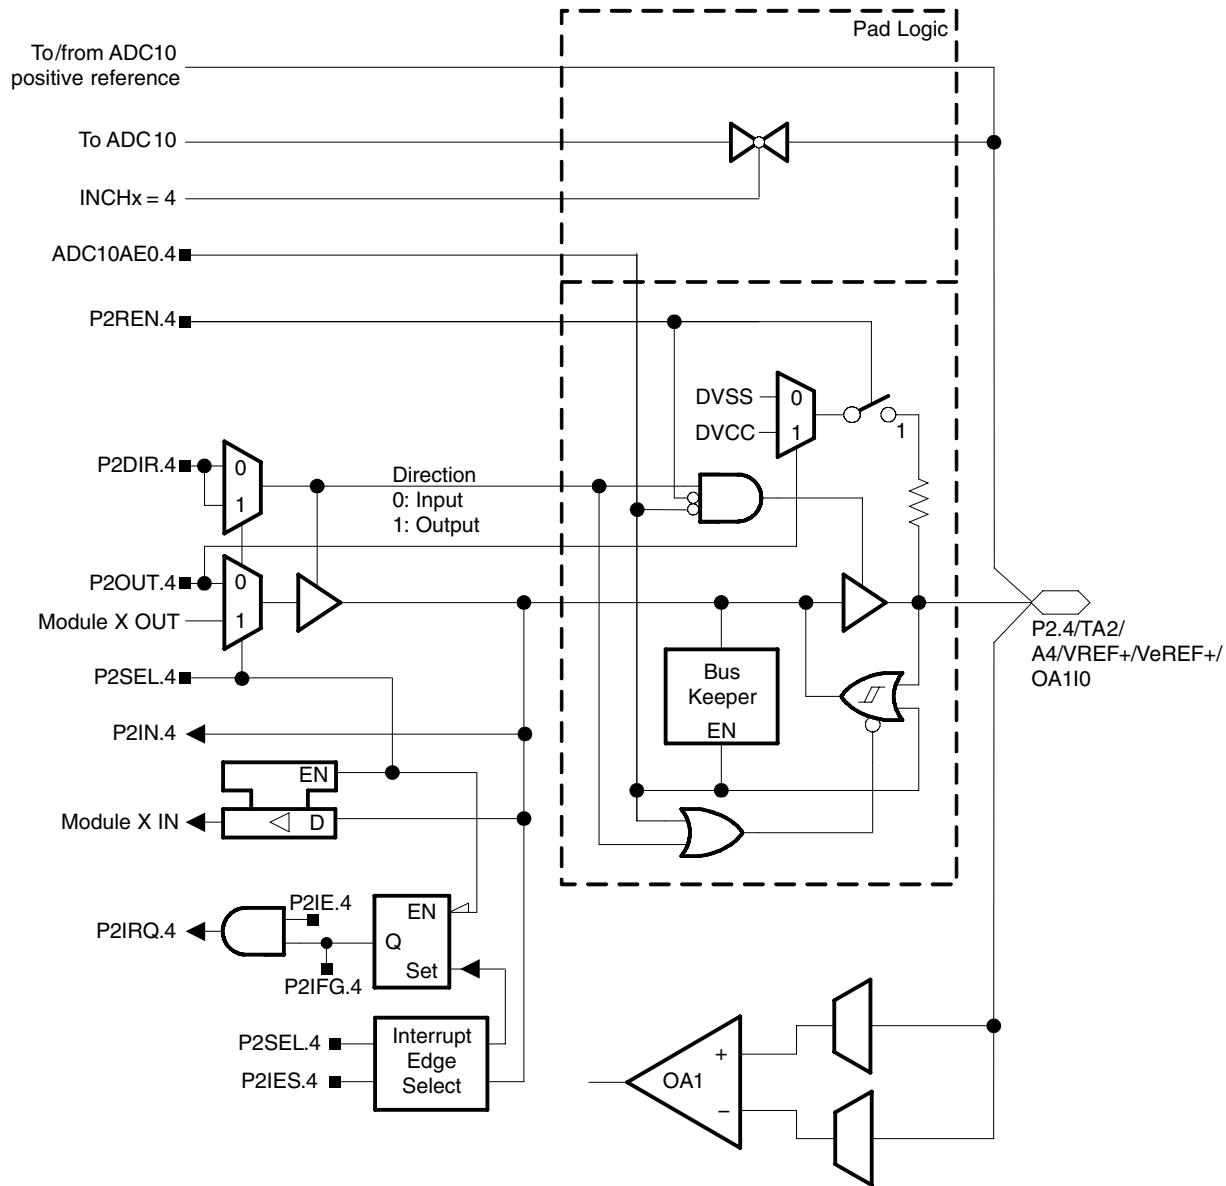 Pad Logic
To/from ADC10
positive reference
To ADC10
INCHx = 4
ADC10AE0.4
P2REN.4
DVSS
0
DVCC
1
1
P2DIR.4
0
1
Direction
0: Input
1: Output
P2OUT.4
0
Module X OUT
1
P2SEL.4
P2.4/TA2/
A4/VREF+/VeREF+/
OA1I0
Bus
Keeper
EN
P2IN.4
EN
Module X IN
D
P2IE.4
P2IRQ.4
EN
Q
Set
P2IFG.4
P2SEL.4
P2IES.4
Interrupt
Edge
Select
+
OA1
−